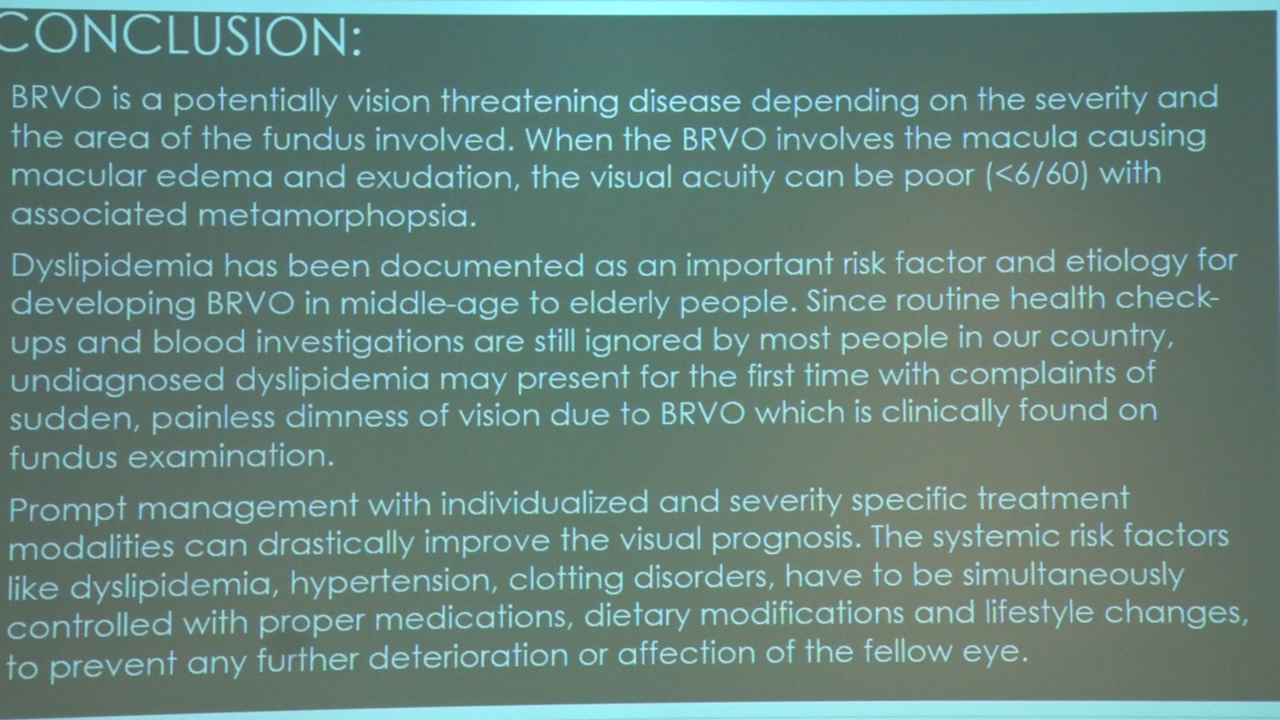 CONCLUSION:
BRVO is a potentially vision threatening disease depending on the severity and
the area of the fundus involved. When the BRVO involves the macula causing
macular edema and exudation, the visual acuity can be poor (<6/60) with
associated metamorphopsia.
Dyslipidemia has been documented as an important risk factor and etiology for
developing BRVO in middle-age to elderly people. Since routine health check-
ups and blood investigations are still ignored by most people in our country,
undiagnosed dyslipidemia may present for the first time with complaints of
sudden, painless dimness of vision due to BRVO which is clinically found on
fundus examination.
Prompt management with individualized and severity specific treatment
modalities can drastically improve the visual prognosis. The systemic risk factors
like dyslipidemia, hypertension, clotting disorders, have to be simultaneously
controlled with proper medications, dietary modifications and lifestyle changes,
to prevent any further deterioration or affection of the fellow eye.